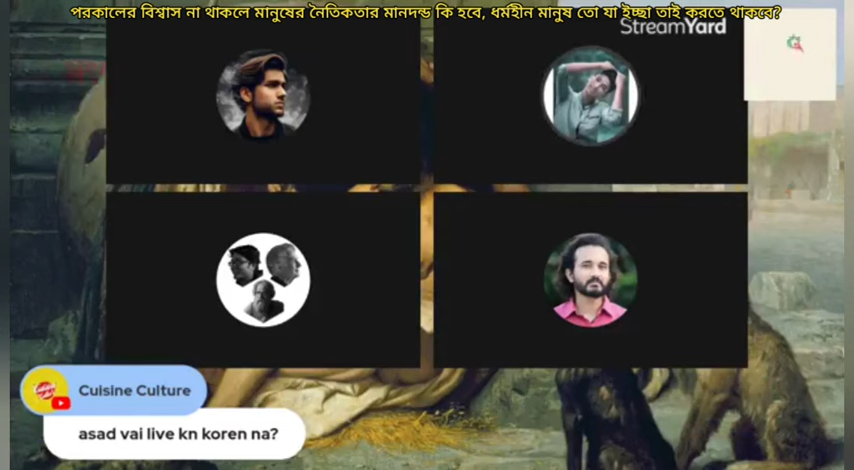 পরকালের বিশ্বাস না থাকলে মানুষের নৈতিকতার মানদন্ড কি হবে, ধর্মহীন মানুষ তো যা ইচ্ছা তাই করতে থাকবে?
StreamYard
Cuisine Culture
asad vai live kn koren na?